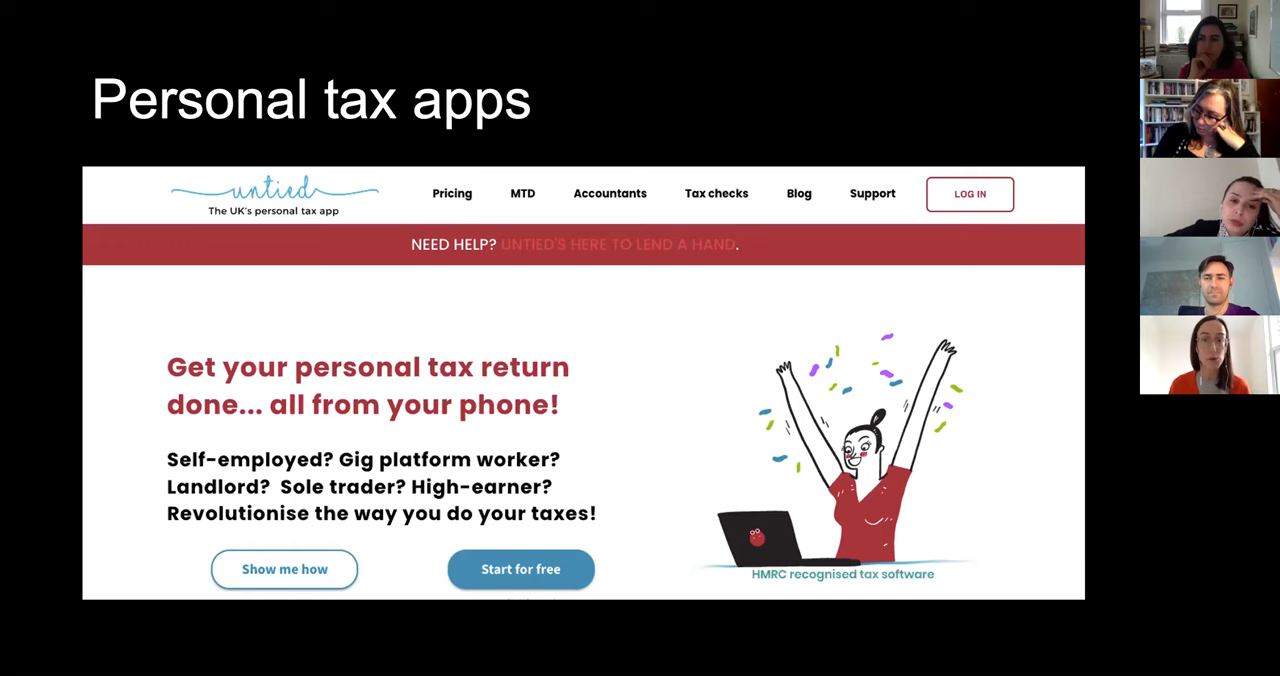 Personal tax apps
untied
The UK's personal tax app
Pricing
MTD
Accountants
Tax checks
Blog
Support
LOG IN
NEED HELP? UNTIED'S HERE TO LEND A HAND.
Get your personal tax return
done... all from your phone!
Self-employed? Gig platform worker?
Landlord? Sole trader? High-earner?
Revolutionise the way you do your taxes!
Show me how
Start for free
HMRC recognised tax software